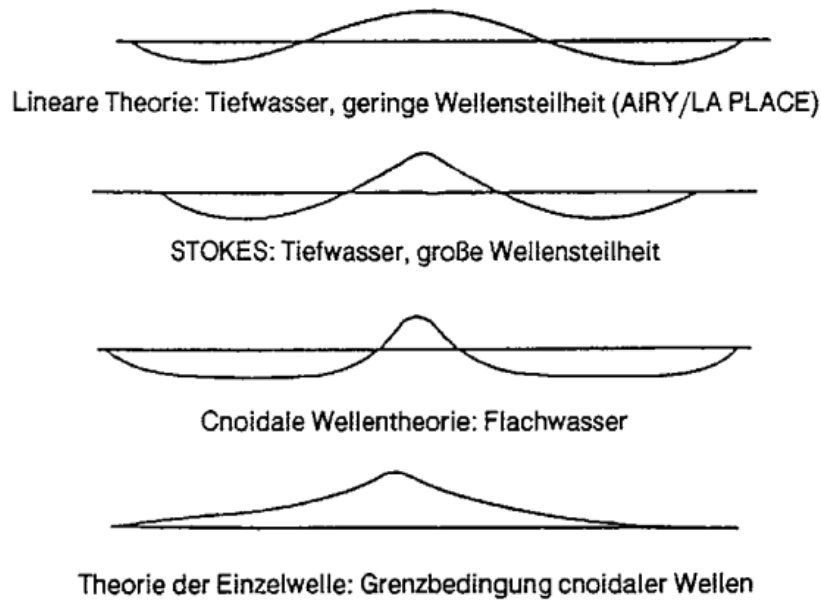 Lineare Theorie: Tiefwasser, geringe Wellensteilheit (AIRY/LA PLACE)
STOKES: Tiefwasser, große Wellensteilheit
Cnoidale Wellentheorie: Flachwasser
Theorie der Einzelwelle: Grenzbedingung cnoidaler Wellen